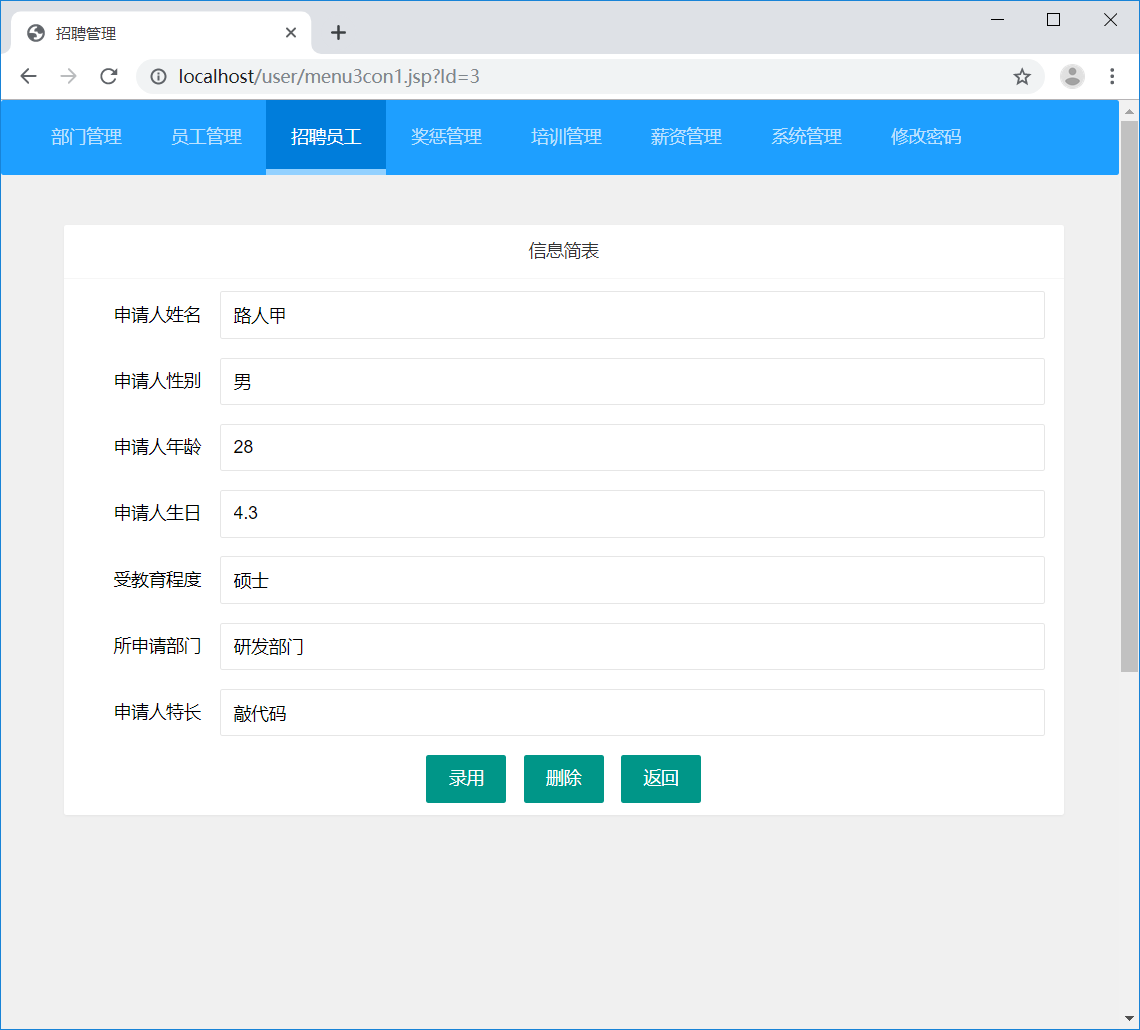 招聘管理
localhost/user/menu3con1.jsp?Id=3
部门管理 员工管理 招聘员工 奖惩管理 培训管理 薪资管理 系统管理 修改密码
信息简表
申请人姓名 路人甲
申请人性别 男
申请人年龄 28
申请人生日 4.3
受教育程度 硕士
所申请部门 研发部门
申请人特长 敲代码
录用 删除 返回